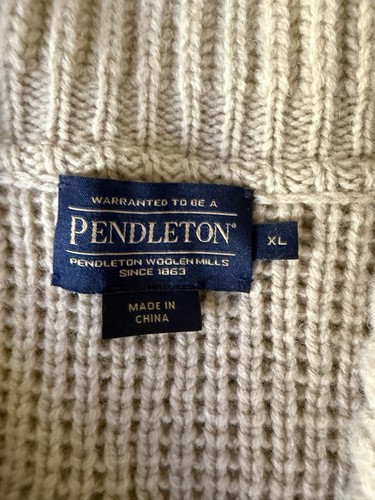 WARRANTED TO BE A
PENDLETON®
XL
PENDLETON WOOLEN MILLS
SINCE 1863
MADE IN
CHINA